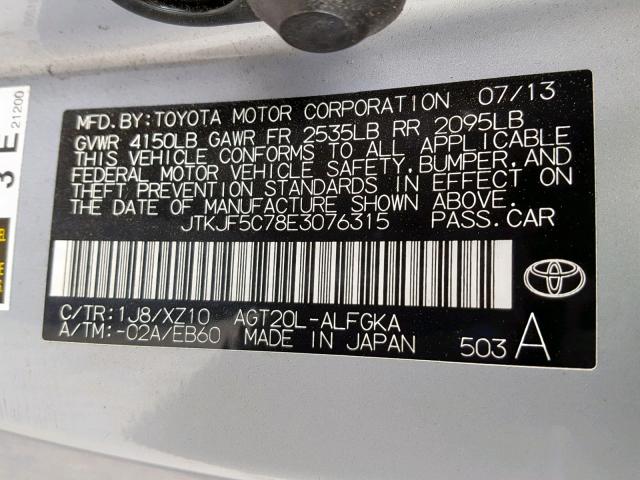 MFD. BY: TOYOTA MOTOR CORPORATION 07/13
GVWR 4150LB GAWR FR 2535LB RR 2095LB
THIS VEHICLE CONFORMS TO ALL APPLICABLE
FEDERAL MOTOR VEHICLE SAFETY, BUMPER, AND
THEFT PREVENTION STANDARDS IN EFFECT ON
THE DATE OF MANUFACTURE SHOWN ABOVE.
JTKJF5C78E3076315 PASS. CAR
C/TR: 1J8/XZ10 AGT20L-ALFGKA
A/TM: -02A/EB60 MADE IN JAPAN 503 A
3 E
21200